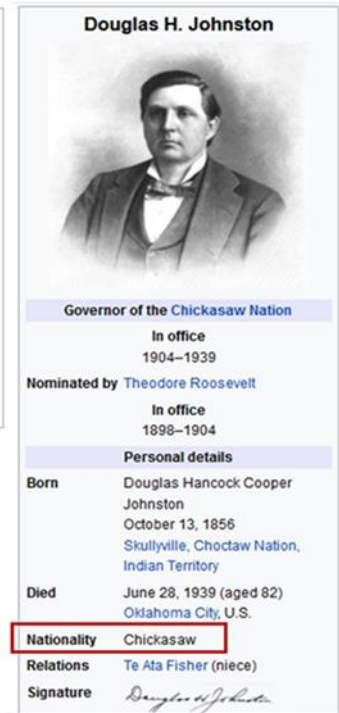 Douglas H. Johnston
Governor of the Chickasaw Nation
In office
1904–1939
Nominated by Theodore Roosevelt
In office
1898–1904
Personal details
Born Douglas Hancock Cooper
Johnston
October 13, 1856
Skullyville, Choctaw Nation,
Indian Territory
Died June 28, 1939 (aged 82)
Oklahoma City, U.S.
Nationality Chickasaw
Relations Te Ata Fisher (niece)
Signature Douglas H Johnston